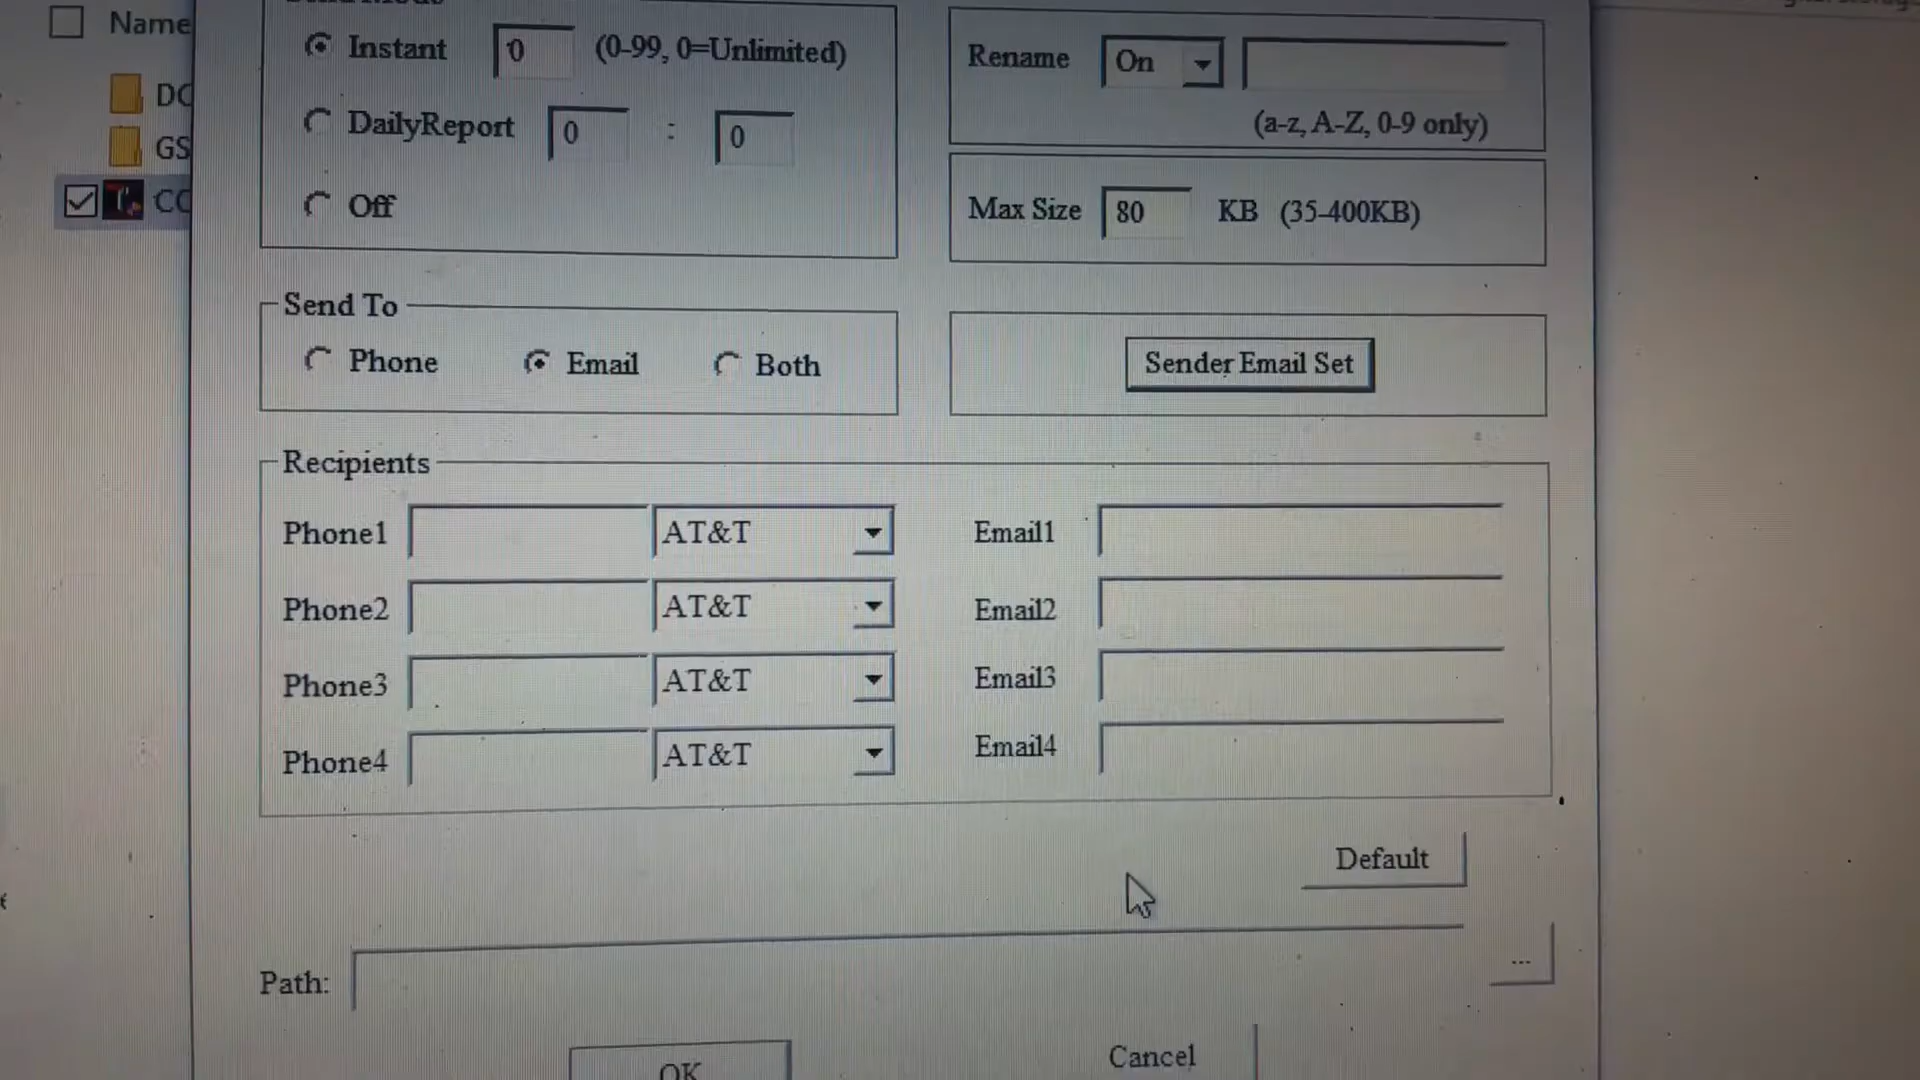 Name
Instant 0 (0-99, 0=Unlimited)
Rename On
DC
DailyReport 0 : 0
(a-z, A-Z, 0-9 only)
GS
CC
Off
Max Size 80 KB (35-400KB)
Send To
Phone Email Both
Sender Email Set
Recipients
Phone1 AT&T Email1
Phone2 AT&T Email2
Phone3 AT&T Email3
Phone4 AT&T Email4
Default
Path: ...
OK Cancel